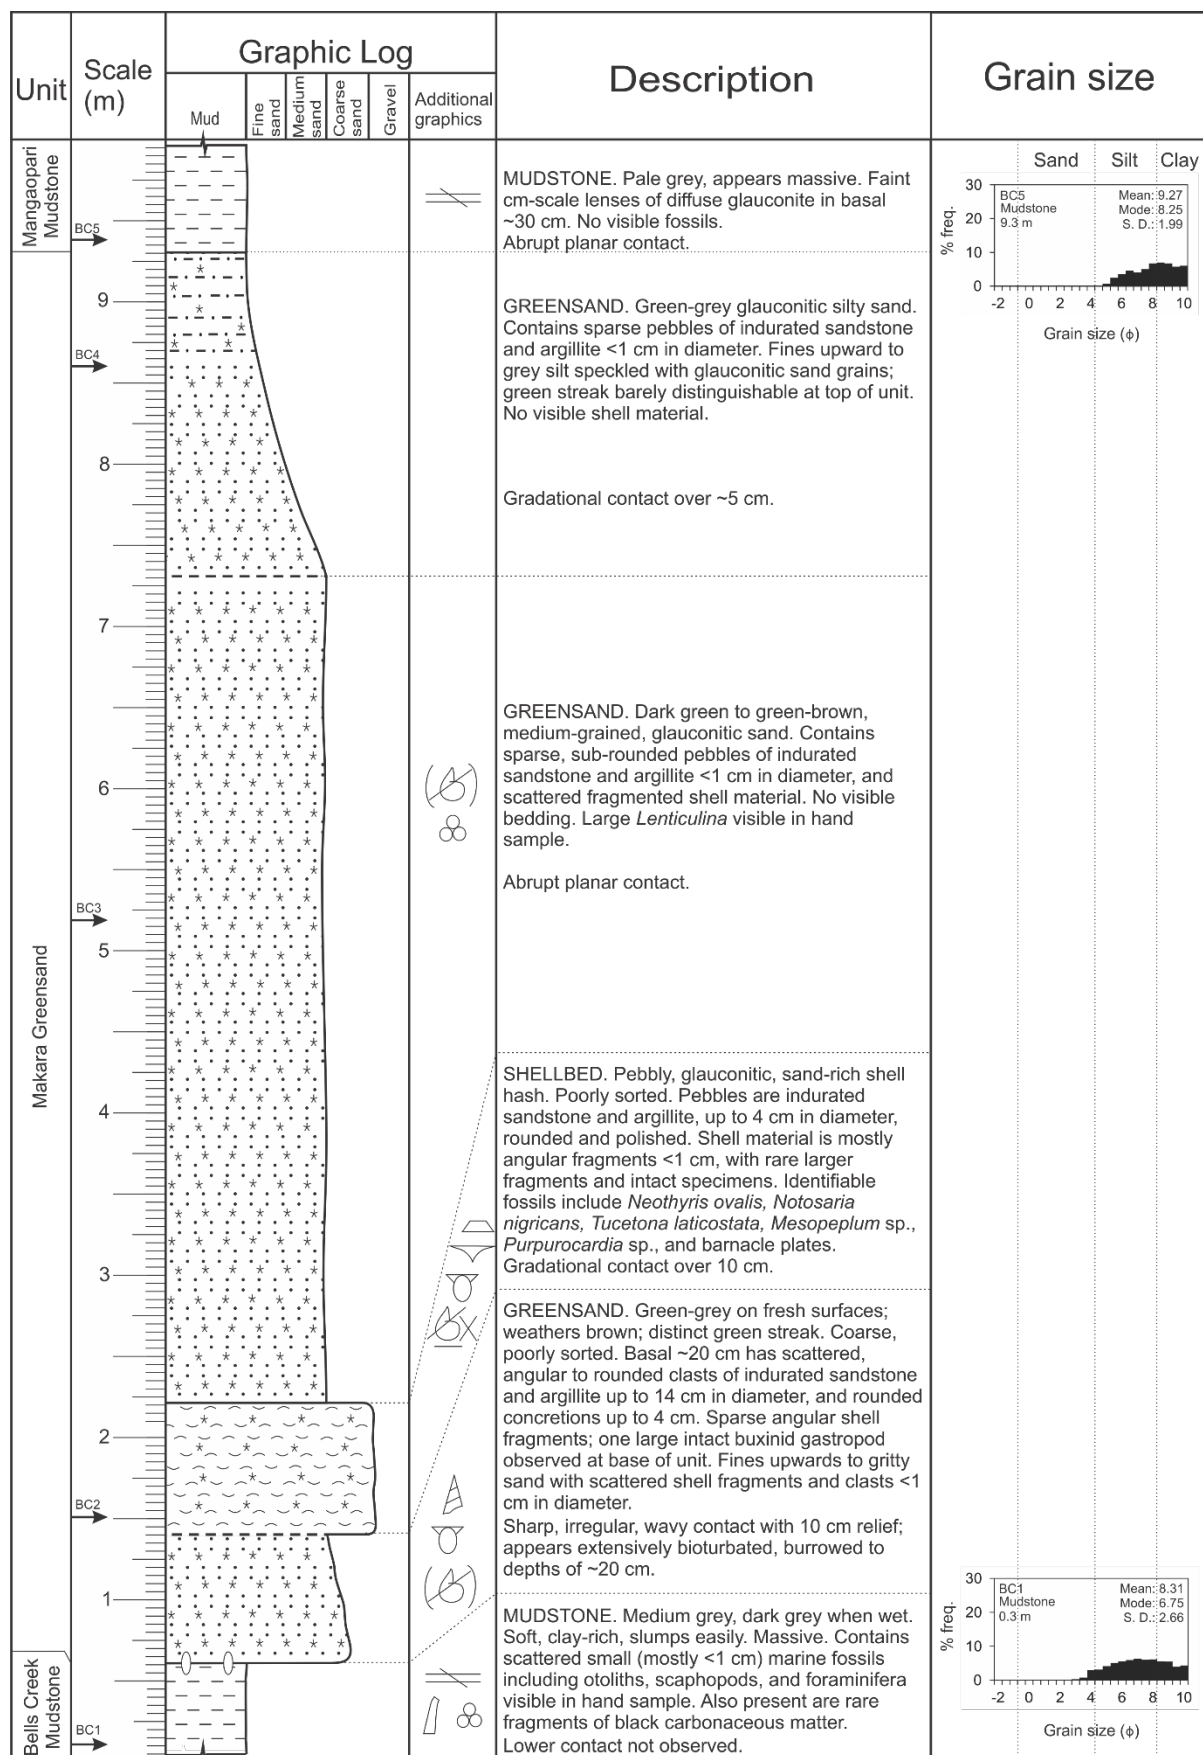 Unit
Scale
(m)
Graphic Log
Mud
Fine
sand
Medium
sand
Coarse
sand
Gravel
Additional
graphics
Description
Grain size
Mangaopari
Mudstone
Makara Greensand
Bells Creek
Mudstone
BC5
9
BC4
8
7
6
BC3
5
4
3
2
BC2
1
BC1
MUDSTONE. Pale grey, appears massive. Faint
cm-scale lenses of diffuse glauconite in basal
~30 cm. No visible fossils.
Abrupt planar contact.
GREENSAND. Green-grey glauconitic silty sand.
Contains sparse pebbles of indurated sandstone
and argillite <1 cm in diameter. Fines upward to
grey silt speckled with glauconitic sand grains;
green streak barely distinguishable at top of unit.
No visible shell material.
Gradational contact over ~5 cm.
GREENSAND. Dark green to green-brown,
medium-grained, glauconitic sand. Contains
sparse, sub-rounded pebbles of indurated
sandstone and argillite <1 cm in diameter, and
scattered fragmented shell material. No visible
bedding. Large Lenticulina visible in hand
sample.
Abrupt planar contact.
SHELLBED. Pebbly, glauconitic, sand-rich shell
hash. Poorly sorted. Pebbles are indurated
sandstone and argillite, up to 4 cm in diameter,
rounded and polished. Shell material is mostly
angular fragments <1 cm, with rare larger
fragments and intact specimens. Identifiable
fossils include Neothyris ovalis, Notosaria
nigricans, Tucetona laticostata, Mesopeplum sp.,
Purpurocardia sp., and barnacle plates.
Gradational contact over 10 cm.
GREENSAND. Green-grey on fresh surfaces;
weathers brown; distinct green streak. Coarse,
poorly sorted. Basal ~20 cm has scattered,
angular to rounded clasts of indurated sandstone
and argillite up to 14 cm in diameter, and rounded
concretions up to 4 cm. Sparse angular shell
fragments; one large intact buxinid gastropod
observed at base of unit. Fines upwards to gritty
sand with scattered shell fragments and clasts <1
cm in diameter.
Sharp, irregular, wavy contact with 10 cm relief;
appears extensively bioturbated, burrowed to
depths of ~20 cm.
MUDSTONE. Medium grey, dark grey when wet.
Soft, clay-rich, slumps easily. Massive. Contains
scattered small (mostly <1 cm) marine fossils
including otoliths, scaphopods, and foraminifera
visible in hand sample. Also present are rare
fragments of black carbonaceous matter.
Lower contact not observed.
Sand Silt Clay
% freq.
30
20
10
0
BC5
Mudstone
9.3 m
Mean: 9.27
Mode: 8.25
S. D.: 1.99
-2 0 2 4 6 8 10
Grain size (ϕ)
% freq.
30
20
10
0
BC1
Mudstone
0.3 m
Mean: 8.31
Mode: 6.75
S. D.: 2.66
-2 0 2 4 6 8 10
Grain size (ϕ)